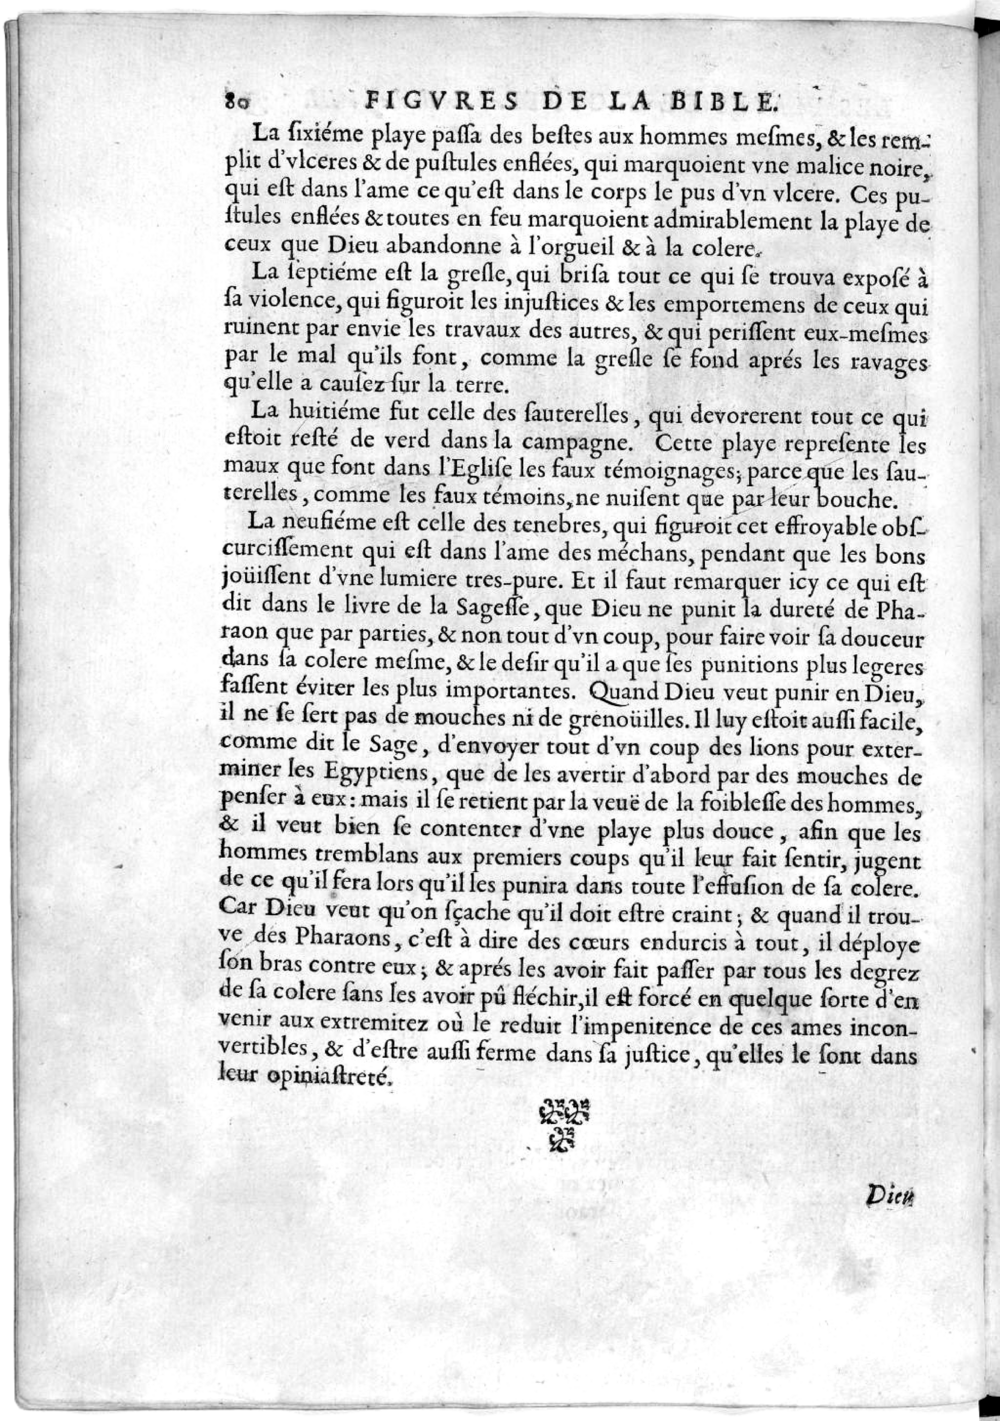 80 FIGVRES DE LA BIBLE.
La ſixiéme playe paſſa des beſtes aux hommes meſmes, & les rem-
plit d'vlceres & de puſtules enflées, qui marquoient vne malice noire,
qui eſt dans l'ame ce qu'eſt dans le corps le pus d'vn vlcere. Ces pu-
ſtules enflées & toutes en feu marquoient admirablement la playe de
ceux que Dieu abandonne à l'orgueil & à la colere.
La ſeptiéme eſt la greſle, qui briſa tout ce qui ſe trouva expoſé à
ſa violence, qui figuroit les injuſtices & les emportemens de ceux qui
ruinent par envie les travaux des autres, & qui periſſent eux-meſmes
par le mal qu'ils font, comme la greſle ſe fond aprés les ravages
qu'elle a cauſez ſur la terre.
La huitiéme fut celle des ſauterelles, qui devorerent tout ce qui
eſtoit reſté de verd dans la campagne. Cette playe repreſente les
maux que font dans l'Egliſe les faux témoignages; parce que les ſau-
terelles, comme les faux témoins, ne nuiſent que par leur bouche.
La neufiéme eſt celle des tenebres, qui figuroit cet effroyable obſ-
curciſſement qui eſt dans l'ame des méchans, pendant que les bons
joüiſſent d'vne lumiere tres-pure. Et il faut remarquer icy ce qui eſt
dit dans le livre de la Sageſſe, que Dieu ne punit la dureté de Pha-
raon que par parties, & non tout d'vn coup, pour faire voir ſa douceur
dans ſa colere meſme, & le deſir qu'il a que ſes punitions plus legeres
faſſent éviter les plus importantes. Quand Dieu veut punir en Dieu,
il ne ſe ſert pas de mouches ni de grenoüilles. Il luy eſtoit auſſi facile,
comme dit le Sage, d'envoyer tout d'vn coup des lions pour exter-
miner les Egyptiens, que de les avertir d'abord par des mouches de
penſer à eux: mais il ſe retient par la veuë de la foibleſſe des hommes,
& il veut bien ſe contenter d'vne playe plus douce, afin que les
hommes tremblans aux premiers coups qu'il leur fait ſentir, jugent
de ce qu'il fera lors qu'il les punira dans toute l'effuſion de ſa colere.
Car Dieu veut qu'on ſçache qu'il doit eſtre craint; & quand il trou-
ve des Pharaons, c'eſt à dire des cœurs endurcis à tout, il déploye
ſon bras contre eux; & aprés les avoir fait paſſer par tous les degrez
de ſa colere ſans les avoir pû fléchir, il eſt forcé en quelque ſorte d'en
venir aux extremitez où le reduit l'impenitence de ces ames incon-
vertibles, & d'eſtre auſſi ferme dans ſa juſtice, qu'elles le ſont dans
leur opiniaſtreté.
Dieu